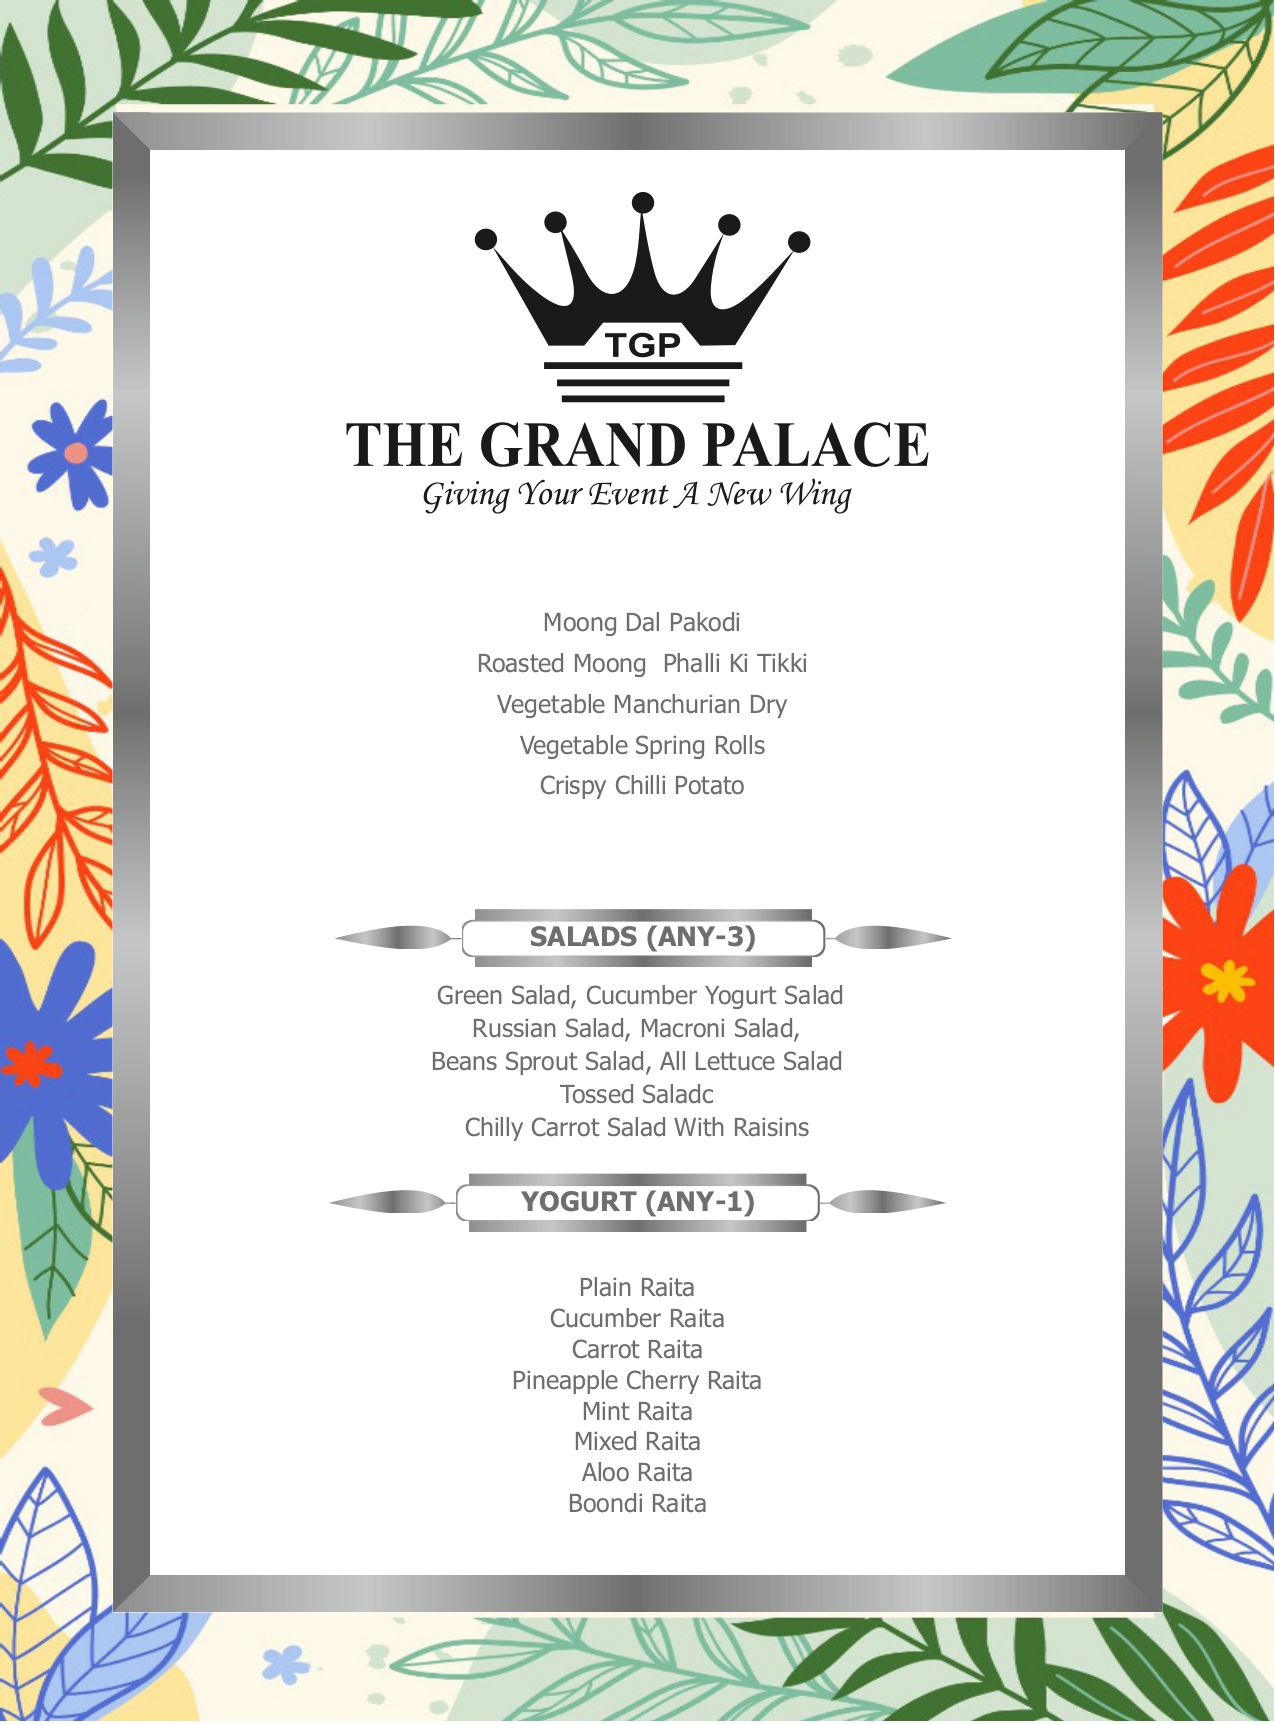 TGP
THE GRAND PALACE
Giving Your Event A New Wing
Moong Dal Pakodi
Roasted Moong  Phalli Ki Tikki
Vegetable Manchurian Dry
Vegetable Spring Rolls
Crispy Chilli Potato
SALADS (ANY-3)
Green Salad, Cucumber Yogurt Salad
Russian Salad, Macroni Salad,
Beans Sprout Salad, All Lettuce Salad
Tossed Saladc
Chilly Carrot Salad With Raisins
YOGURT (ANY-1)
Plain Raita
Cucumber Raita
Carrot Raita
Pineapple Cherry Raita
Mint Raita
Mixed Raita
Aloo Raita
Boondi Raita